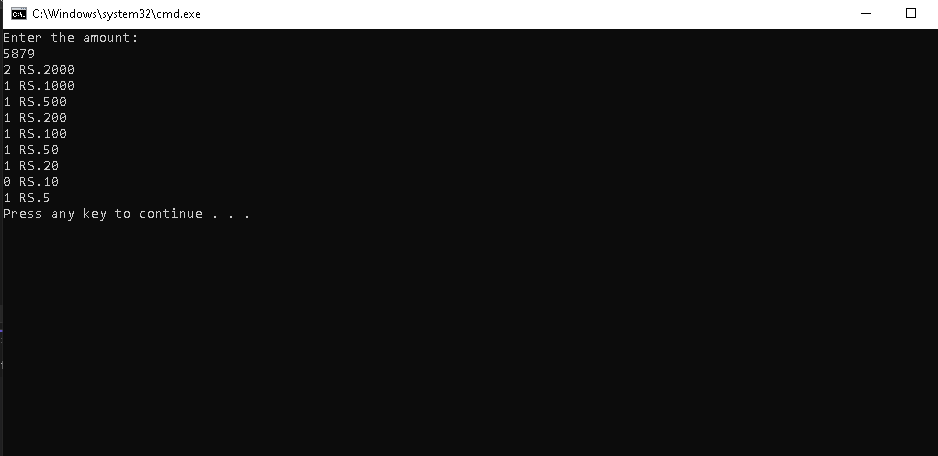 C:\Windows\system32\cmd.exe
Enter the amount:
5879
2 RS.2000
1 RS.1000
1 RS.500
1 RS.200
1 RS.100
1 RS.50
1 RS.20
0 RS.10
1 RS.5
Press any key to continue . . .